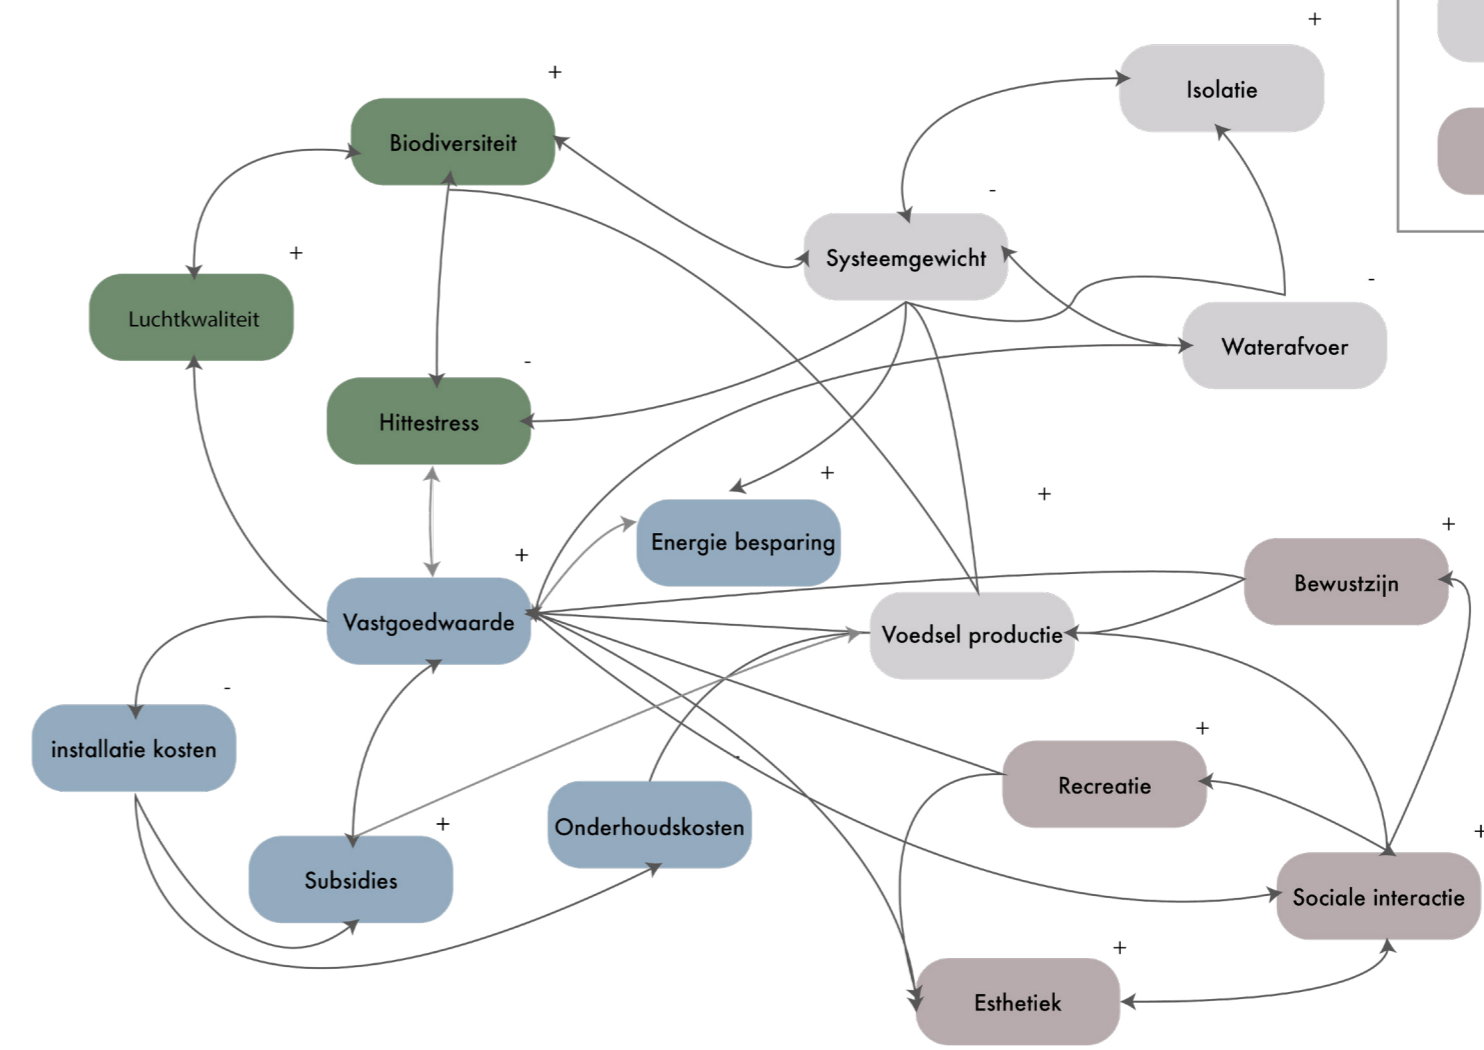 +
Isolatie
+
Biodiversiteit
-
Systeemgewicht
+
Luchtkwaliteit
-
Waterafvoer
-
Hittestress
+
Energie besparing
+
+
Vastgoedwaarde
+
Bewustzijn
Voedsel productie
-
installatie kosten
+
Recreatie
-
Onderhoudskosten
+
Subsidies
+
Sociale interactie
+
Esthetiek